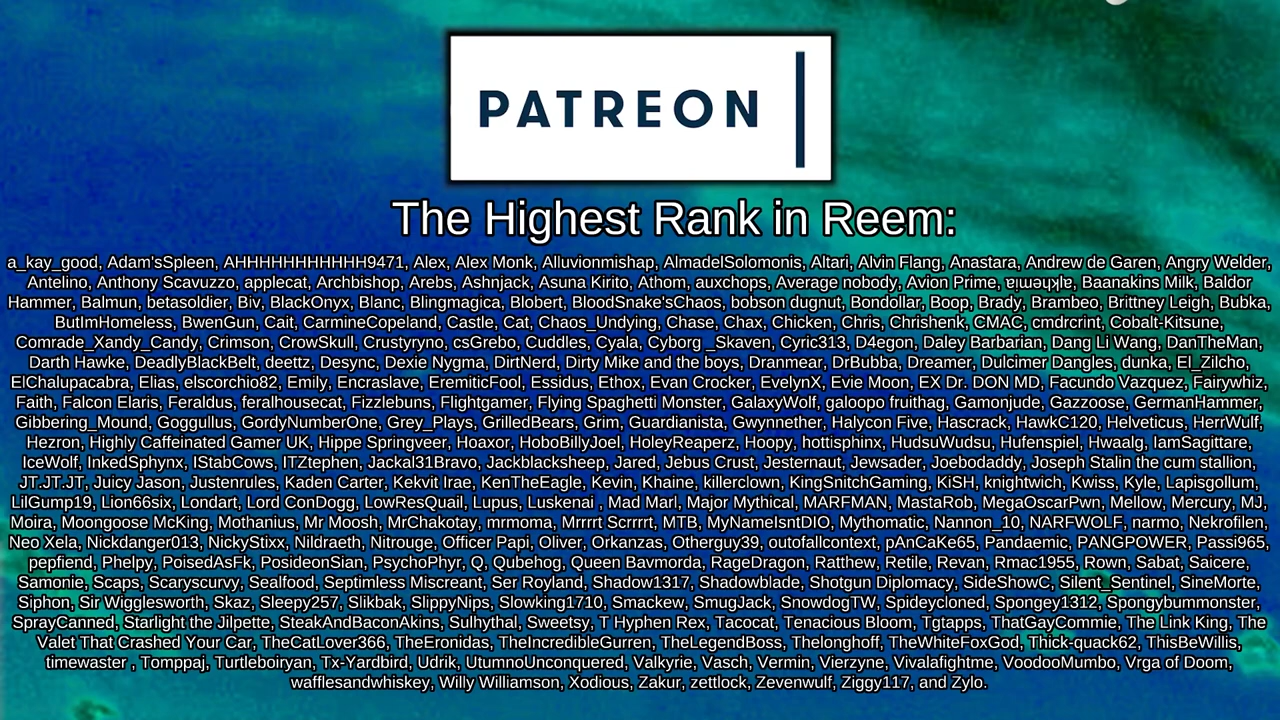 PATREON
The Highest Rank in Reem:
a_kay_good, Adam'sSpleen, AHHHHHHHHHHH9471, Alex, Alex Monk, Alluvionmishap, AlmadelSolomonis, Altari, Alvin Flang, Anastara, Andrew de Garen, Angry Welder,
Antelino, Anthony Scavuzzo, applecat, Archbishop, Arebs, Ashnjack, Asuna Kirito, Athom, auxchops, Average nobody, Avion Prime, Baanakins Milk, Baldor
Hammer, Balmun, betasoldier, Biv, BlackOnyx, Blanc, Blingmagica, Blobert, BloodSnake'sChaos, bobson dugnut, Bondollar, Boop, Brady, Brambeo, Brittney Leigh, Bubka,
ButImHomeless, BwenGun, Cait, CarmineCopeland, Castle, Cat, Chaos_Undying, Chase, Chax, Chicken, Chris, Chrishenk, CMAC, cmdrcrint, Cobalt-Kitsune,
Comrade_Xandy_Candy, Crimson, CrowSkull, Crustyryno, csGrebo, Cuddles, Cyala, Cyborg _Skaven, Cyric313, D4egon, Daley Barbarian, Dang Li Wang, DanTheMan,
Darth Hawke, DeadlyBlackBelt, deettz, Desync, Dexie Nygma, DirtNerd, Dirty Mike and the boys, Dranmear, DrBubba, Dreamer, Dulcimer Dangles, dunka, El_Zilcho,
ElChalupacabra, Elias, elscorchio82, Emily, Encraslave, EremiticFool, Essidus, Ethox, Evan Crocker, EvelynX, Evie Moon, EX Dr. DON MD, Facundo Vazquez, Fairywhiz,
Faith, Falcon Elaris, Feraldus, feralhousecat, Fizzlebuns, Flightgamer, Flying Spaghetti Monster, GalaxyWolf, galoopo fruithag, Gamonjude, Gazzoose, GermanHammer,
Gibbering_Mound, Goggullus, GordyNumberOne, Grey_Plays, GrilledBears, Grim, Guardianista, Gwynnether, Halycon Five, Hascrack, HawkC120, Helveticus, HerrWulf,
Hezron, Highly Caffeinated Gamer UK, Hippe Springveer, Hoaxor, HoboBillyJoel, HoleyReaperz, Hoopy, hottisphinx, HudsuWudsu, Hufenspiel, Hwaalg, IamSagittare,
IceWolf, InkedSphynx, IStabCows, ITZtephen, Jackal31Bravo, Jackblacksheep, Jared, Jebus Crust, Jesternaut, Jewsader, Joebodaddy, Joseph Stalin the cum stallion,
JT.JT.JT, Juicy Jason, Justenrules, Kaden Carter, Kekvit Irae, KenTheEagle, Kevin, Khaine, killerclown, KingSnitchGaming, KiSH, knightwich, Kwiss, Kyle, Lapisgollum,
LilGump19, Lion66six, Londart, Lord ConDogg, LowResQuail, Lupus, Luskenai , Mad Marl, Major Mythical, MARFMAN, MastaRob, MegaOscarPwn, Mellow, Mercury, MJ,
Moira, Moongoose McKing, Mothanius, Mr Moosh, MrChakotay, mrmoma, Mrrrrt Scrrrrt, MTB, MyNameIsntDIO, Mythomatic, Nannon_10, NARFWOLF, narmo, Nekrofilen,
Neo Xela, Nickdanger013, NickyStixx, Nildraeth, Nitrouge, Officer Papi, Oliver, Orkanzas, Otherguy39, outofallcontext, pAnCaKe65, Pandaemic, PANGPOWER, Passi965,
pepfiend, Phelpy, PoisedAsFk, PosideonSian, PsychoPhyr, Q, Qubehog, Queen Bavmorda, RageDragon, Ratthew, Retile, Revan, Rmac1955, Rown, Sabat, Saicere,
Samonie, Scaps, Scaryscurvy, Sealfood, Septimless Miscreant, Ser Royland, Shadow1317, Shadowblade, Shotgun Diplomacy, SideShowC, Silent_Sentinel, SineMorte,
Siphon, Sir Wigglesworth, Skaz, Sleepy257, Slikbak, SlippyNips, Slowking1710, Smackew, SmugJack, SnowdogTW, Spideycloned, Spongey1312, Spongybummonster,
SprayCanned, Starlight the Jilpette, SteakAndBaconAkins, Sulhythal, Sweetsy, T Hyphen Rex, Tacocat, Tenacious Bloom, Tgtapps, ThatGayCommie, The Link King, The
Valet That Crashed Your Car, TheCatLover366, TheEronidas, TheIncredibleGurren, TheLegendBoss, Thelonghoff, TheWhiteFoxGod, Thick-quack62, ThisBeWillis,
timewaster , Tomppaj, Turtleboiryan, Tx-Yardbird, Udrik, UtumnoUnconquered, Valkyrie, Vasch, Vermin, Vierzyne, Vivalafightme, VoodooMumbo, Vrga of Doom,
wafflesandwhiskey, Willy Williamson, Xodious, Zakur, zettlock, Zevenwulf, Ziggy117, and Zylo.